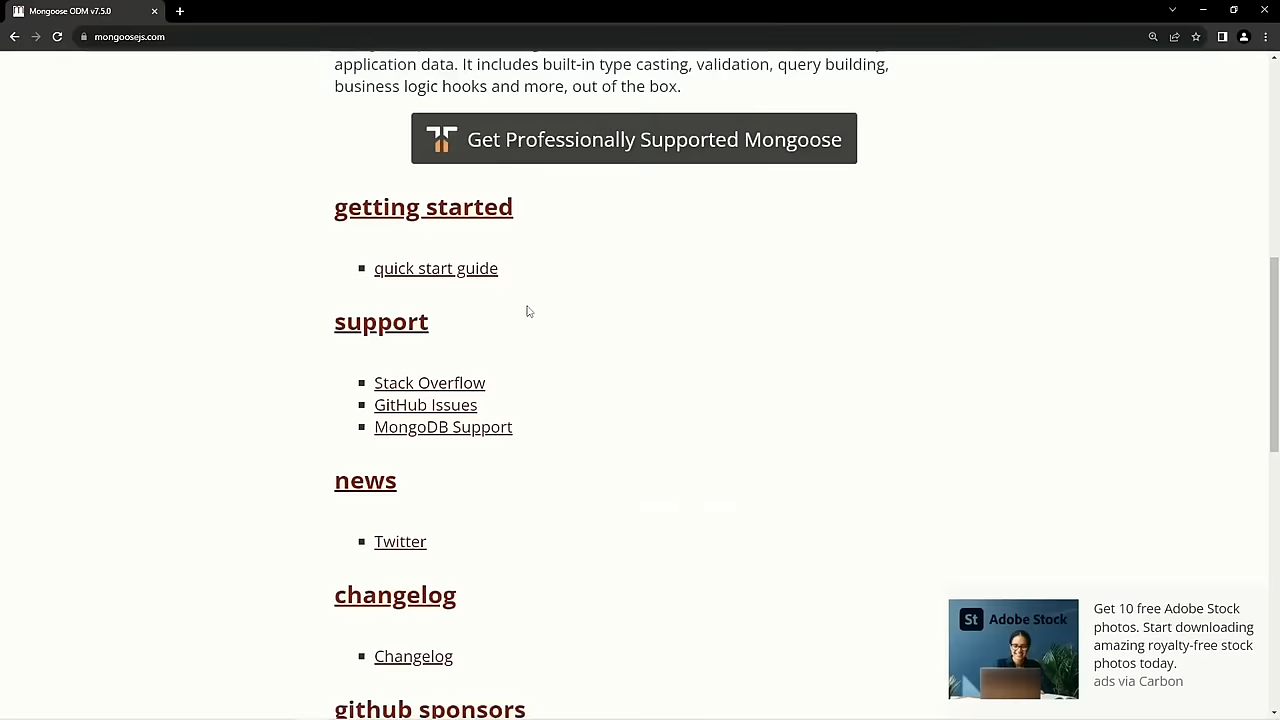 Mongoose ODM v7.5.0
mongoosejs.com
application data. It includes built-in type casting, validation, query building,
business logic hooks and more, out of the box.
Get Professionally Supported Mongoose
getting started
quick start guide
support
Stack Overflow
GitHub Issues
MongoDB Support
news
Twitter
changelog
Changelog
github sponsors
St Adobe Stock
Get 10 free Adobe Stock
photos. Start downloading
amazing royalty-free stock
photos today.
ads via Carbon